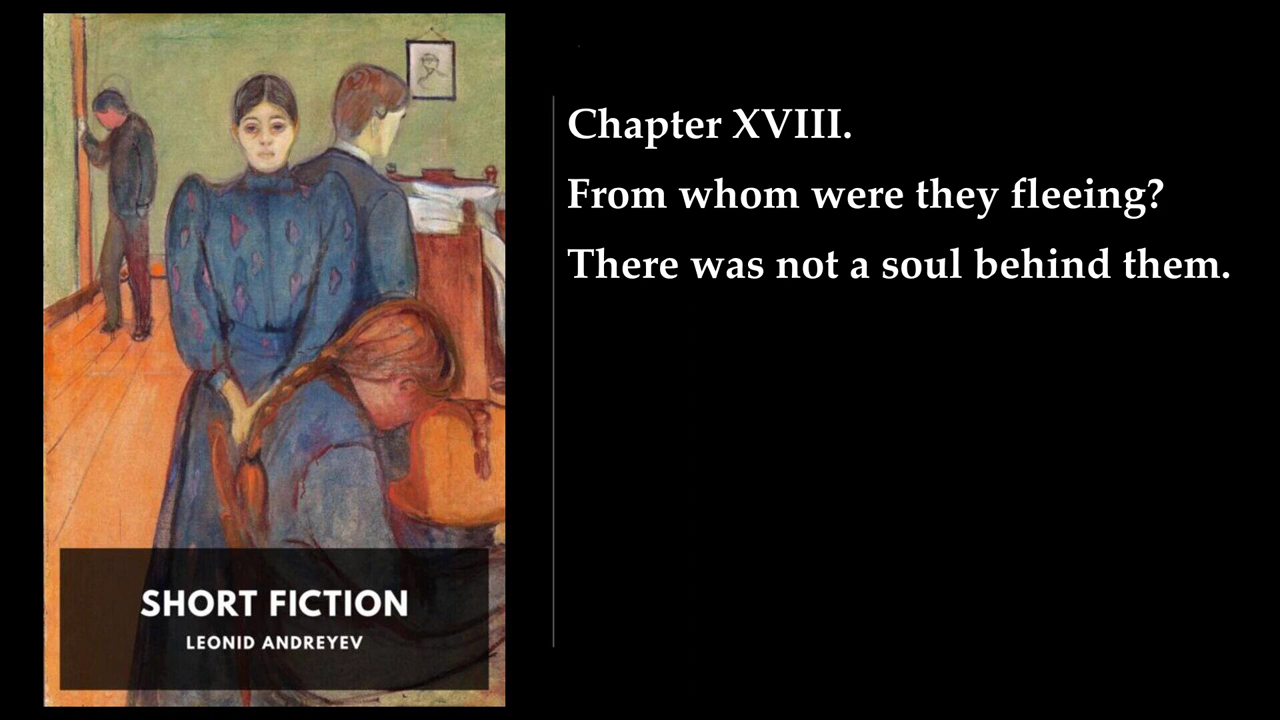 Chapter XVIII.
From whom were they fleeing?
There was not a soul behind them.
SHORT FICTION
LEONID ANDREYEV